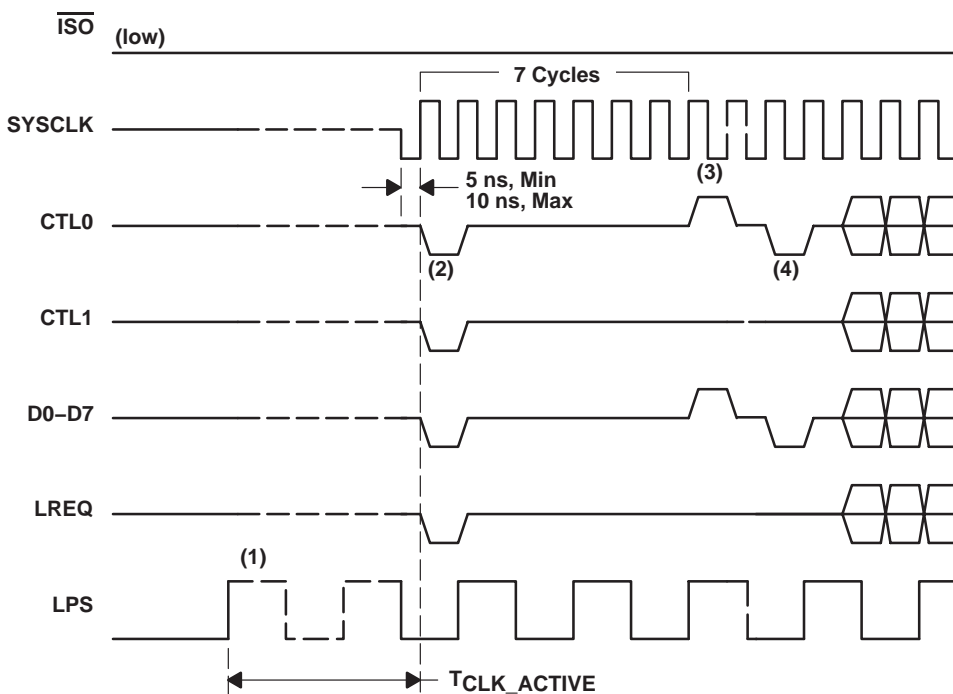 ISO
(low)
7 Cycles
SYSCLK
5 ns, Min
10 ns, Max
(3)
CTL0
(2)
(4)
CTL1
D0–D7
LREQ
(1)
LPS
TCLK_ACTIVE